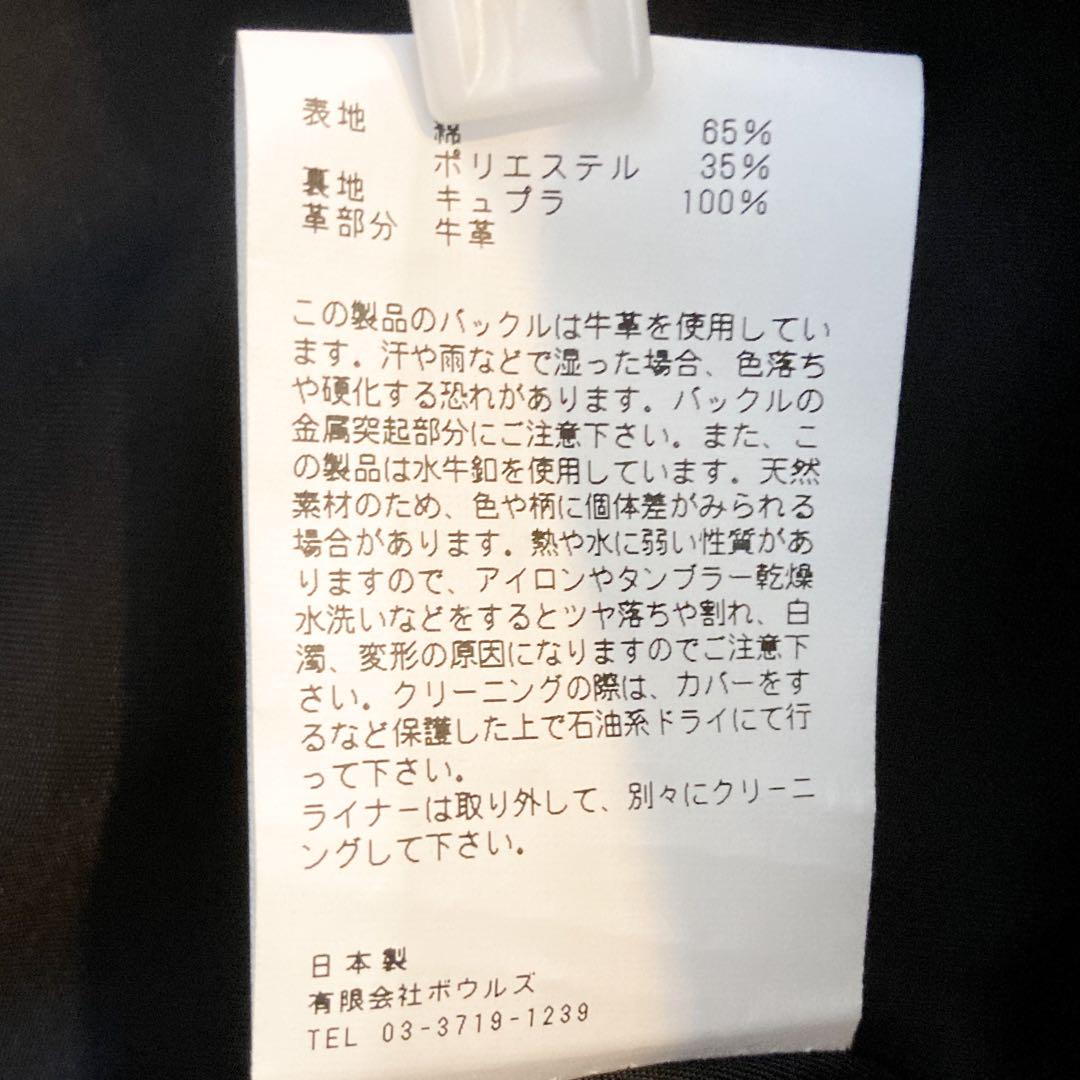 表地 綿 65%
ポリエステル 35%
裏地 キュプラ 100%
革部分 牛革
この製品のバックルは牛革を使用してい
ます。汗や雨などで湿った場合、色落ち
や硬化する恐れがあります。バックルの
金属突起部分にご注意下さい。また、こ
の製品は水牛釦を使用しています。天然
素材のため、色や柄に個体差がみられる
場合があります。熱や水に弱い性質があ
りますので、アイロンやタンブラー乾燥
水洗いなどをするとツヤ落ちや割れ、白
濁、変形の原因になりますのでご注意下
さい。クリーニングの際は、カバーをす
るなど保護した上で石油系ドライにて行
って下さい。
ライナーは取り外して、別々にクリーニ
ングして下さい。
日本製
有限会社ボウルズ
TEL 03-3719-1239